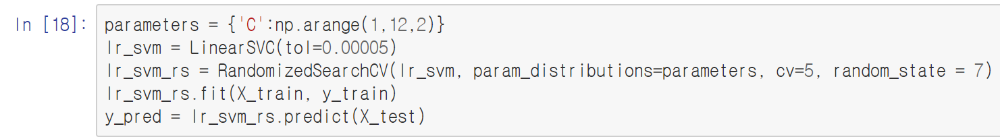 In [18]: parameters = {'C':np.arange(1,12,2)}
lr_svm = LinearSVC(tol=0.00005)
lr_svm_rs = RandomizedSearchCV(lr_svm, param_distributions=parameters, cv=5, random_state = 7)
lr_svm_rs.fit(X_train, y_train)
y_pred = lr_svm_rs.predict(X_test)